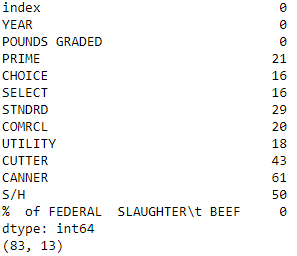 index 0
YEAR 0
POUNDS GRADED 0
PRIME 21
CHOICE 16
SELECT 16
STNDRD 29
COMRCL 20
UTILITY 18
CUTTER 43
CANNER 61
S/H 50
% of FEDERAL SLAUGHTER\t BEEF 0
dtype: int64
(83, 13)